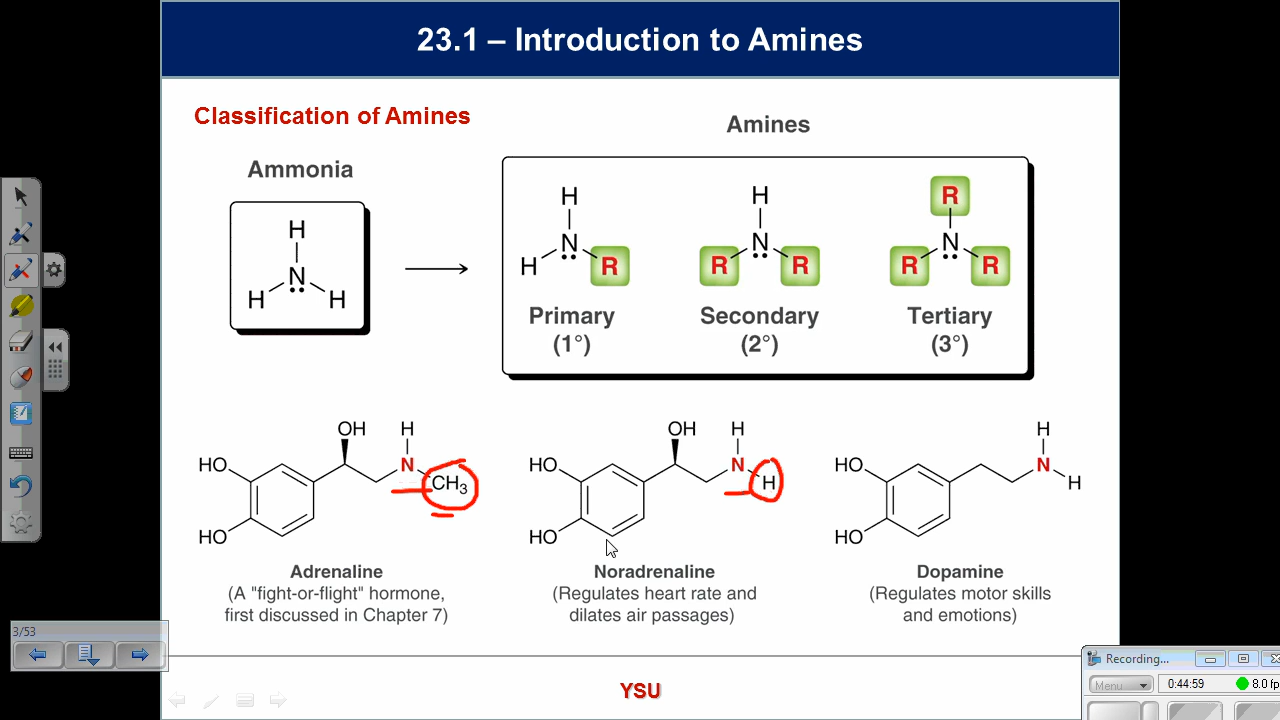 23.1 – Introduction to Amines
Classification of Amines
Amines
Ammonia
H
N
H
H
H
N
H
R
H
N
R
R
R
N
R
R
Primary
(1°)
Secondary
(2°)
Tertiary
(3°)
HO
HO
OH
H
N
CH3
HO
HO
OH
H
N
H
HO
HO
H
N
H
Adrenaline
(A "fight-or-flight" hormone,
first discussed in Chapter 7)
Noradrenaline
(Regulates heart rate and
dilates air passages)
Dopamine
(Regulates motor skills
and emotions)
3/53
YSU
Recording...
Menu
0:44:59
8.0 fp